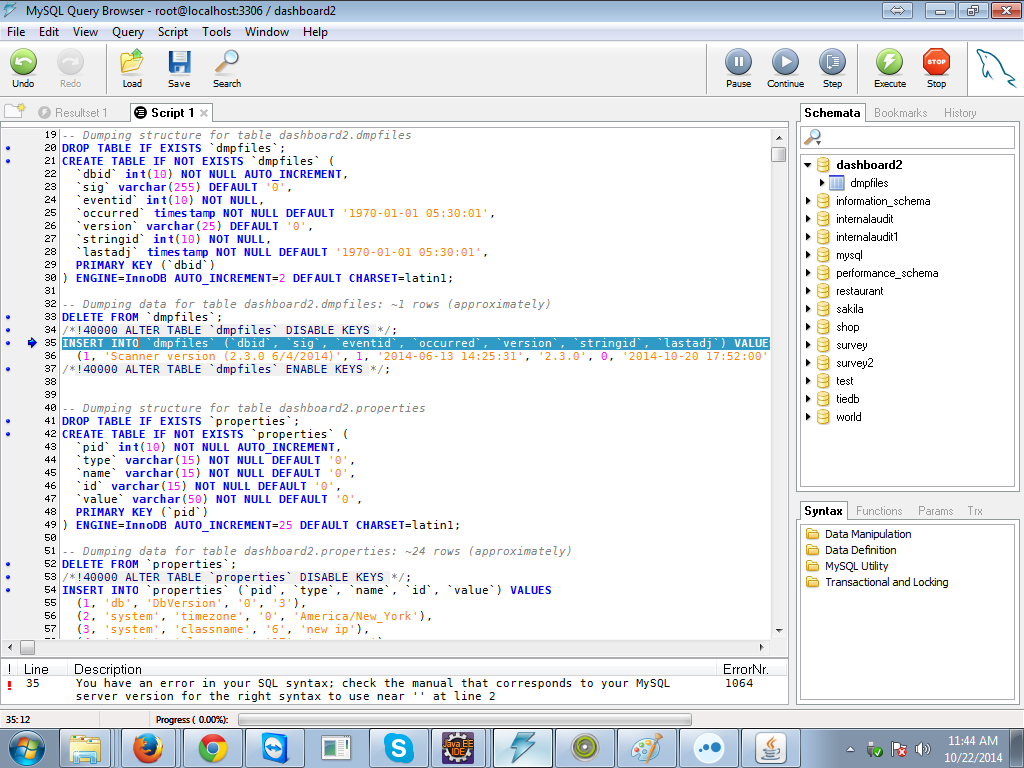 MySQL Query Browser - root@localhost:3306 / dashboard2
File Edit View Query Script Tools Window Help
Undo Redo Load Save Search Pause Continue Step Execute STOP Stop
Resultset 1 Script 1
19 -- Dumping structure for table dashboard2.dmpfiles
20 DROP TABLE IF EXISTS `dmpfiles`;
21 CREATE TABLE IF NOT EXISTS `dmpfiles` (
22 `dbid` int(10) NOT NULL AUTO_INCREMENT,
23 `sig` varchar(255) DEFAULT '0',
24 `eventid` int(10) NOT NULL,
25 `occurred` timestamp NOT NULL DEFAULT '1970-01-01 05:30:01',
26 `version` varchar(25) DEFAULT '0',
27 `stringid` int(10) NOT NULL,
28 `lastadj` timestamp NOT NULL DEFAULT '1970-01-01 05:30:01',
29 PRIMARY KEY (`dbid`)
30 ) ENGINE=InnoDB AUTO_INCREMENT=2 DEFAULT CHARSET=latin1;
31
32 -- Dumping data for table dashboard2.dmpfiles: ~1 rows (approximately)
33 DELETE FROM `dmpfiles`;
34 /*!40000 ALTER TABLE `dmpfiles` DISABLE KEYS */;
35 INSERT INTO `dmpfiles` (`dbid`, `sig`, `eventid`, `occurred`, `version`, `stringid`, `lastadj`) VALUE
36 (1, 'Scanner version (2.3.0 6/4/2014)', 1, '2014-06-13 14:25:31', '2.3.0', 0, '2014-10-20 17:52:00'
37 /*!40000 ALTER TABLE `dmpfiles` ENABLE KEYS */;
38
39
40 -- Dumping structure for table dashboard2.properties
41 DROP TABLE IF EXISTS `properties`;
42 CREATE TABLE IF NOT EXISTS `properties` (
43 `pid` int(10) NOT NULL AUTO_INCREMENT,
44 `type` varchar(15) NOT NULL DEFAULT '0',
45 `name` varchar(15) NOT NULL DEFAULT '0',
46 `id` varchar(15) NOT NULL DEFAULT '0',
47 `value` varchar(50) NOT NULL DEFAULT '0',
48 PRIMARY KEY (`pid`)
49 ) ENGINE=InnoDB AUTO_INCREMENT=25 DEFAULT CHARSET=latin1;
50
51 -- Dumping data for table dashboard2.properties: ~24 rows (approximately)
52 DELETE FROM `properties`;
53 /*!40000 ALTER TABLE `properties` DISABLE KEYS */;
54 INSERT INTO `properties` (`pid`, `type`, `name`, `id`, `value`) VALUES
55 (1, 'db', 'DbVersion', '0', '3'),
56 (2, 'system', 'timezone', '0', 'America/New_York'),
57 (3, 'system', 'classname', '6', 'new ip'),
! Line Description ErrorNr.
35 You have an error in your SQL syntax; check the manual that corresponds to your MySQL 1064
server version for the right syntax to use near '' at line 2
Schemata Bookmarks History
dashboard2
dmpfiles
information_schema
internalaudit
internalaudit1
mysql
performance_schema
restaurant
sakila
shop
survey
survey2
test
tiedb
world
Syntax Functions Params Trx
Data Manipulation
Data Definition
MySQL Utility
Transactional and Locking
35:12 Progress ( 0.00%):
Java EE
IDE
11:44 AM
10/22/2014